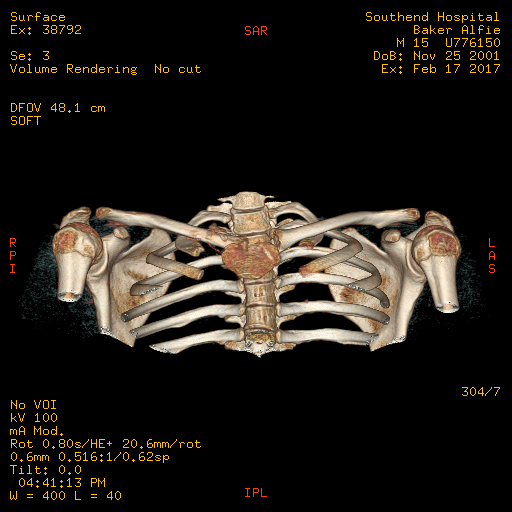 Surface
Ex: 38792
Se: 3
Volume Rendering No cut
DFOV 48.1 cm
SOFT
Southend Hospital
Baker Alfie
M 15 U776150
DoB: Nov 25 2001
Ex: Feb 17 2017
SAR
R
P
I
L
A
S
304/7
No VOI
kV 100
mA Mod.
Rot 0.80s/HE+ 20.6mm/rot
0.6mm 0.516:1/0.62sp
Tilt: 0.0
04:41:13 PM
W = 400 L = 40
IPL